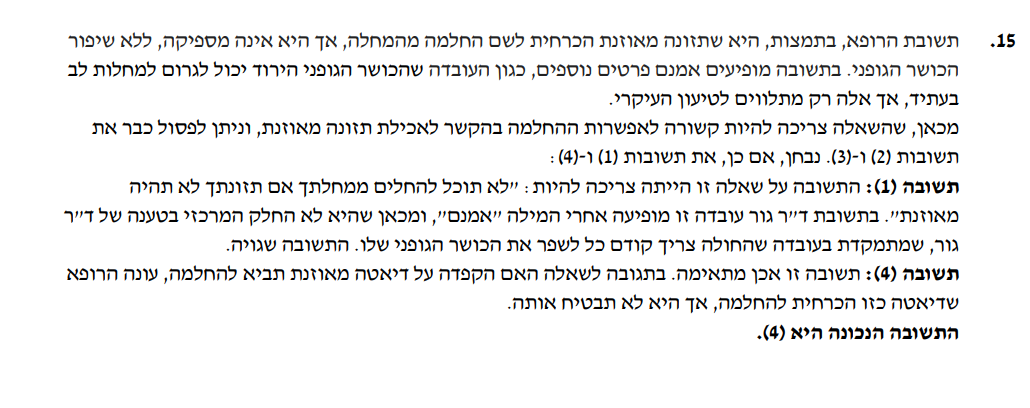 15. תשובת הרופא, בתמצות, היא שתזונה מאוזנת הכרחית לשם החלמה מהמחלה, אך היא אינה מספיקה, ללא שיפור
הכושר הגופני. בתשובה מופיעים אמנם פרטים נוספים, כגון העובדה שהכושר הגופני הירוד יכול לגרום למחלות לב
בעתיד, אך אלה רק מתלווים לטיעון העיקרי.
מכאן, שהשאלה צריכה להיות קשורה לאפשרות ההחלמה בהקשר לאכילת תזונה מאוזנת, וניתן לפסול כבר את
תשובות (2) ו-(3). נבחן, אם כן, את תשובות (1) ו-(4):
תשובה (1): התשובה על שאלה זו הייתה צריכה להיות: "לא תוכל להחלים ממחלתך אם תזונתך לא תהיה
מאוזנת". בתשובת ד"ר גור עובדה זו מופיעה אחרי המילה "אמנם", ומכאן שהיא לא החלק המרכזי בטענה של ד"ר
גור, שמתמקדת בעובדה שהחולה צריך קודם כל לשפר את הכושר הגופני שלו. התשובה שגויה.
תשובה (4): תשובה זו אכן מתאימה. בתגובה לשאלה האם הקפדה על דיאטה מאוזנת תביא להחלמה, עונה הרופא
שדיאטה כזו הכרחית להחלמה, אך היא לא תבטיח אותה.
התשובה הנכונה היא (4).